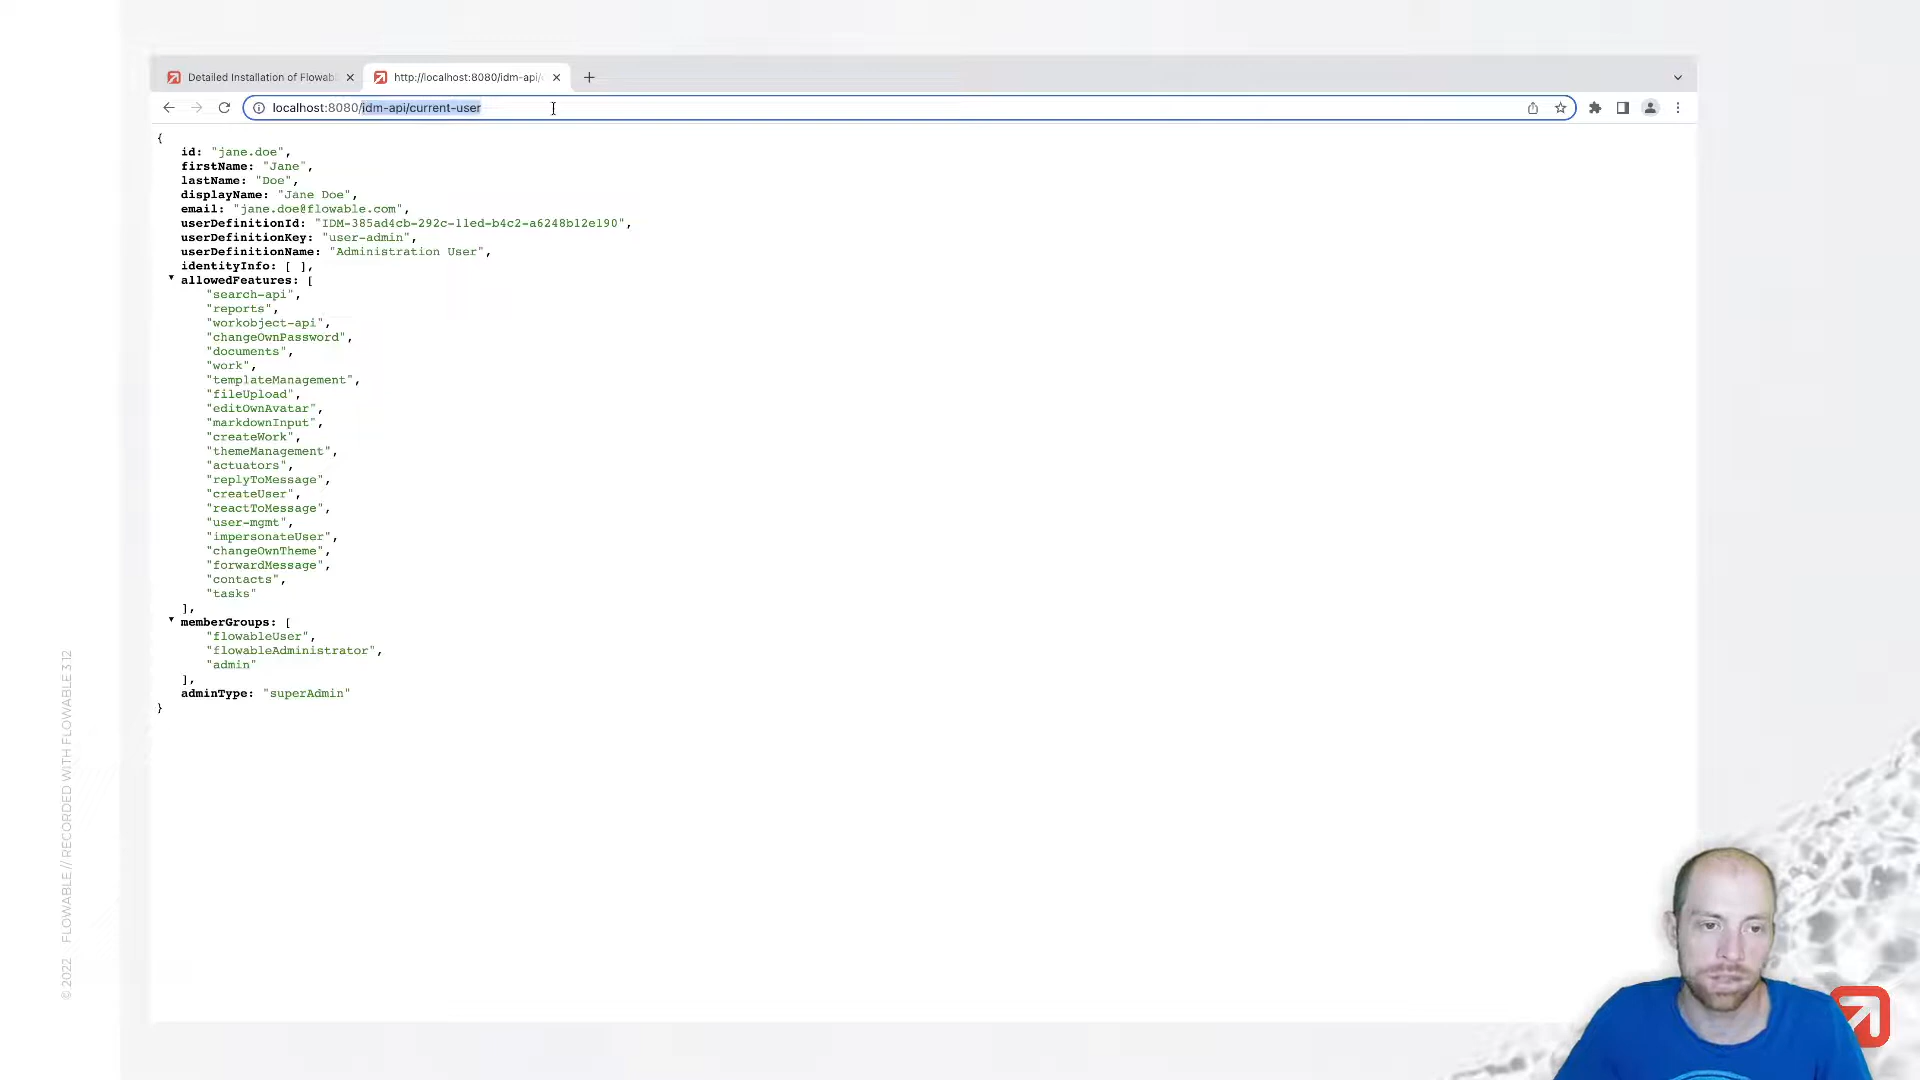 Detailed Installation of Flowab
http://localhost:8080/idm-api/c
localhost:8080/idm-api/current-user
{
id: "jane.doe",
firstName: "Jane",
lastName: "Doe",
displayName: "Jane Doe",
email: "jane.doe@flowable.com",
userDefinitionId: "IDM-385ad4cb-292c-11ed-b4c2-a6248b12e190",
userDefinitionKey: "user-admin",
userDefinitionName: "Administration User",
identityInfo: [ ],
allowedFeatures: [
"search-api",
"reports",
"workobject-api",
"changeOwnPassword",
"documents",
"work",
"templateManagement",
"fileUpload",
"editOwnAvatar",
"markdownInput",
"createWork",
"themeManagement",
"actuators",
"replyToMessage",
"createUser",
"reactToMessage",
"user-mgmt",
"impersonateUser",
"changeOwnTheme",
"forwardMessage",
"contacts",
"tasks"
],
memberGroups: [
"flowableUser",
"flowableAdministrator",
"admin"
],
adminType: "superAdmin"
}
© 2022 FLOWABLE // RECORDED WITH FLOWABLE 3.12